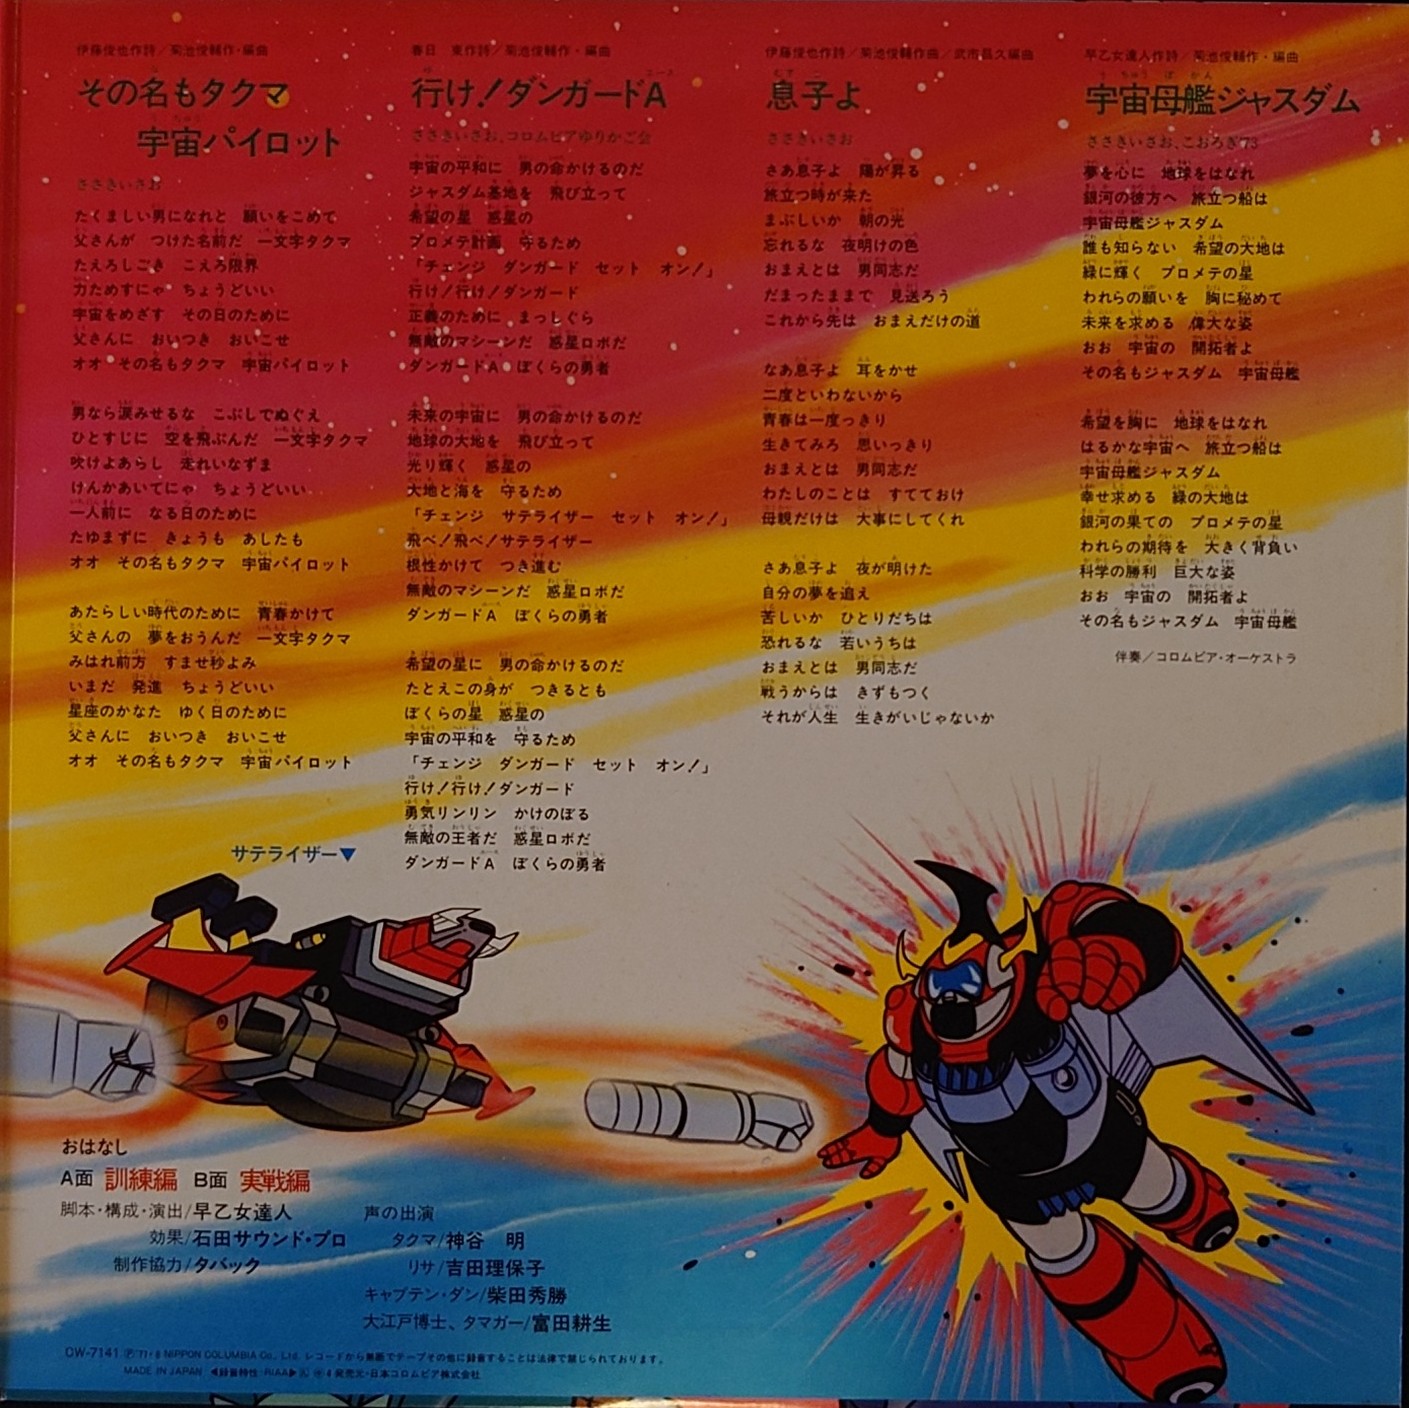 伊藤俊也作詩／菊池俊輔作・編曲
その名もタクマ
宇宙パイロット
ささきいさお
たくましい男になれと　願いをこめて
父さんが　つけた名前だ　一文字タクマ
たえろしごき　こえろ限界
力ためすにゃ　ちょうどいい
宇宙をめざす　その日のために
父さんに　おいつき　おいこせ
オオ　その名もタクマ　宇宙パイロット
男なら涙みせるな　こぶしでぬぐえ
ひとすじに　空を飛ぶんだ　一文字タクマ
吹けよあらし　走れいなずま
けんかあいてにゃ　ちょうどいい
一人前に　なる日のために
たゆまずに　きょうも　あしたも
オオ　その名もタクマ　宇宙パイロット
あたらしい時代のために　青春かけて
父さんの　夢をおうんだ　一文字タクマ
みはれ前方　すませ秒よみ
いまだ　発進　ちょうどいい
星座のかなた　ゆく日のために
父さんに　おいつき　おいこせ
オオ　その名もタクマ　宇宙パイロット
春日　東作詩／菊池俊輔作・編曲
行け！ダンガードA
ささきいさお、コロムビアゆりかご会
宇宙の平和に　男の命かけるのだ
ジャスダム基地を　飛び立って
希望の星　惑星の
プロメテ計画　守るため
「チェンジ　ダンガード　セット　オン！」
行け！行け！ダンガード
正義のために　まっしぐら
無敵のマシーンだ　惑星ロボだ
ダンガードA　ぼくらの勇者
未来の宇宙に　男の命かけるのだ
地球の大地を　飛び立って
光り輝く　惑星の
大地と海を　守るため
「チェンジ　サテライザー　セット　オン！」
飛べ！飛べ！サテライザー
根性かけて　つき進む
無敵のマシーンだ　惑星ロボだ
ダンガードA　ぼくらの勇者
希望の星に　男の命かけるのだ
たとえこの身が　つきるとも
ぼくらの星　惑星の
宇宙の平和を　守るため
「チェンジ　ダンガード　セット　オン！」
行け！行け！ダンガード
勇気リンリン　かけのぼる
無敵の王者だ　惑星ロボだ
ダンガードA　ぼくらの勇者
伊藤俊也作詩／菊池俊輔作曲／武市昌久編曲
息子よ
ささきいさお
さあ息子よ　陽が昇る
旅立つ時が来た
まぶしいか　朝の光
忘れるな　夜明けの色
おまえとは　男同志だ
だまったままで　見送ろう
これから先は　おまえだけの道
なあ息子よ　耳をかせ
二度といわないから
青春は一度っきり
生きてみろ　思いっきり
おまえとは　男同志だ
わたしのことは　すてておけ
母親だけは　大事にしてくれ
さあ息子よ　夜が明けた
自分の夢を追え
苦しいか　ひとりだちは
恐れるな　若いうちは
おまえとは　男同志だ
戦うからは　きずもつく
それが人生　生きがいじゃないか
早乙女達人作詩／菊池俊輔作・編曲
宇宙母艦ジャスダム
ささきいさお、こおろぎ'73
夢を心に　地球をはなれ
銀河の彼方へ　旅立つ船は
宇宙母艦ジャスダム
誰も知らない　希望の大地は
緑に輝く　プロメテの星
われらの願いを　胸に秘めて
未来を求める　偉大な姿
おお　宇宙の　開拓者よ
その名もジャスダム　宇宙母艦
希望を胸に　地球をはなれ
はるかな宇宙へ　旅立つ船は
宇宙母艦ジャスダム
幸せ求める　緑の大地は
銀河の果ての　プロメテの星
われらの期待を　大きく背負い
科学の勝利　巨大な姿
おお　宇宙の　開拓者よ
その名もジャスダム　宇宙母艦
伴奏／コロムビア・オーケストラ
サテライザー▼
おはなし
A面 訓練編　B面 実戦編
脚本・構成・演出/早乙女達人
効果/石田サウンド・プロ
制作協力/タバック
声の出演
タクマ/神谷　明
リサ/吉田理保子
キャプテン・ダン/柴田秀勝
大江戸博士、タマガー/富田耕生
CW-7141 Ⓟ'77・8 NIPPON COLUMBIA Co., Ltd. レコードから無断でテープその他に録音することは法律で禁じられております。
MADE IN JAPAN ◀録音特性：RIAA▶ 発売元・日本コロムビア株式会社